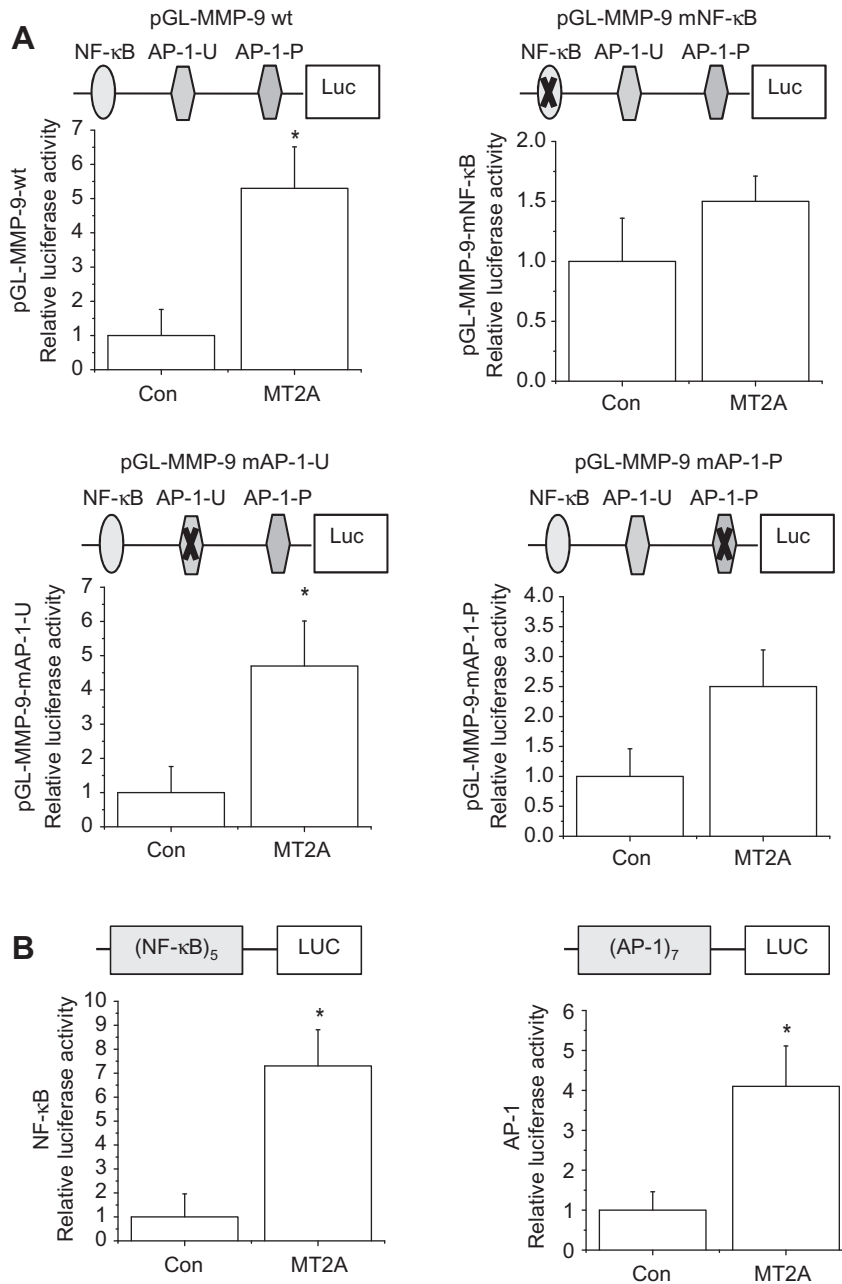 A
pGL-MMP-9 wt
NF-κB AP-1-U AP-1-P
Luc
pGL-MMP-9-wt
Relative luciferase activity
7
6
5
4
3
2
1
0
*
Con MT2A
pGL-MMP-9 mNF-κB
NF-κB AP-1-U AP-1-P
Luc
pGL-MMP-9-mNF-κB
Relative luciferase activity
2.0
1.5
1.0
0.5
0.0
Con MT2A
pGL-MMP-9 mAP-1-U
NF-κB AP-1-U AP-1-P
Luc
pGL-MMP-9-mAP-1-U
Relative luciferase activity
7
6
5
4
3
2
1
0
*
Con MT2A
pGL-MMP-9 mAP-1-P
NF-κB AP-1-U AP-1-P
Luc
pGL-MMP-9-mAP-1-P
Relative luciferase activity
4.0
3.5
3.0
2.5
2.0
1.5
1.0
0.5
0.0
Con MT2A
B
(NF-κB)5 LUC
NF-κB
Relative luciferase activity
10
9
8
7
6
5
4
3
2
1
0
*
Con MT2A
(AP-1)7 LUC
AP-1
Relative luciferase activity
6
5
4
3
2
1
0
*
Con MT2A